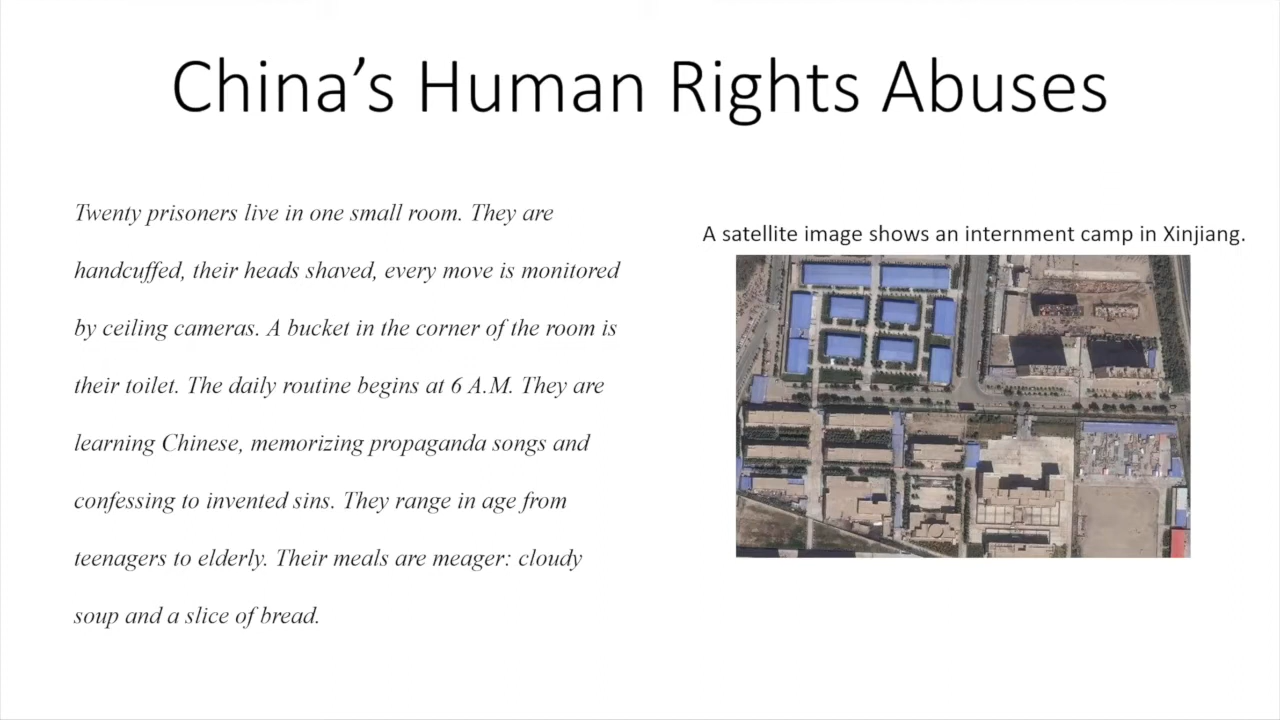 China’s Human Rights Abuses
Twenty prisoners live in one small room. They are
handcuffed, their heads shaved, every move is monitored
by ceiling cameras. A bucket in the corner of the room is
their toilet. The daily routine begins at 6 A.M. They are
learning Chinese, memorizing propaganda songs and
confessing to invented sins. They range in age from
teenagers to elderly. Their meals are meager: cloudy
soup and a slice of bread.
A satellite image shows an internment camp in Xinjiang.